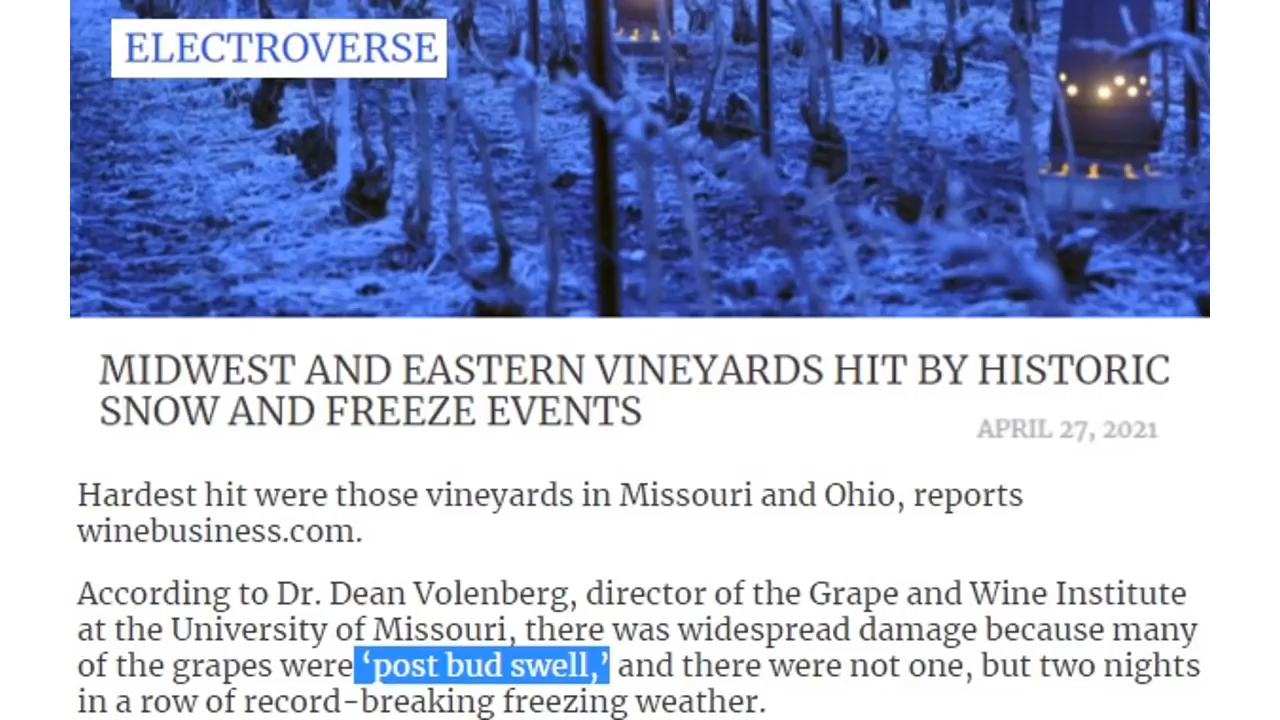 ELECTROVERSE
MIDWEST AND EASTERN VINEYARDS HIT BY HISTORIC
SNOW AND FREEZE EVENTS
APRIL 27, 2021
Hardest hit were those vineyards in Missouri and Ohio, reports
winebusiness.com.
According to Dr. Dean Volenberg, director of the Grape and Wine Institute
at the University of Missouri, there was widespread damage because many
of the grapes were ‘post bud swell,’ and there were not one, but two nights
in a row of record-breaking freezing weather.